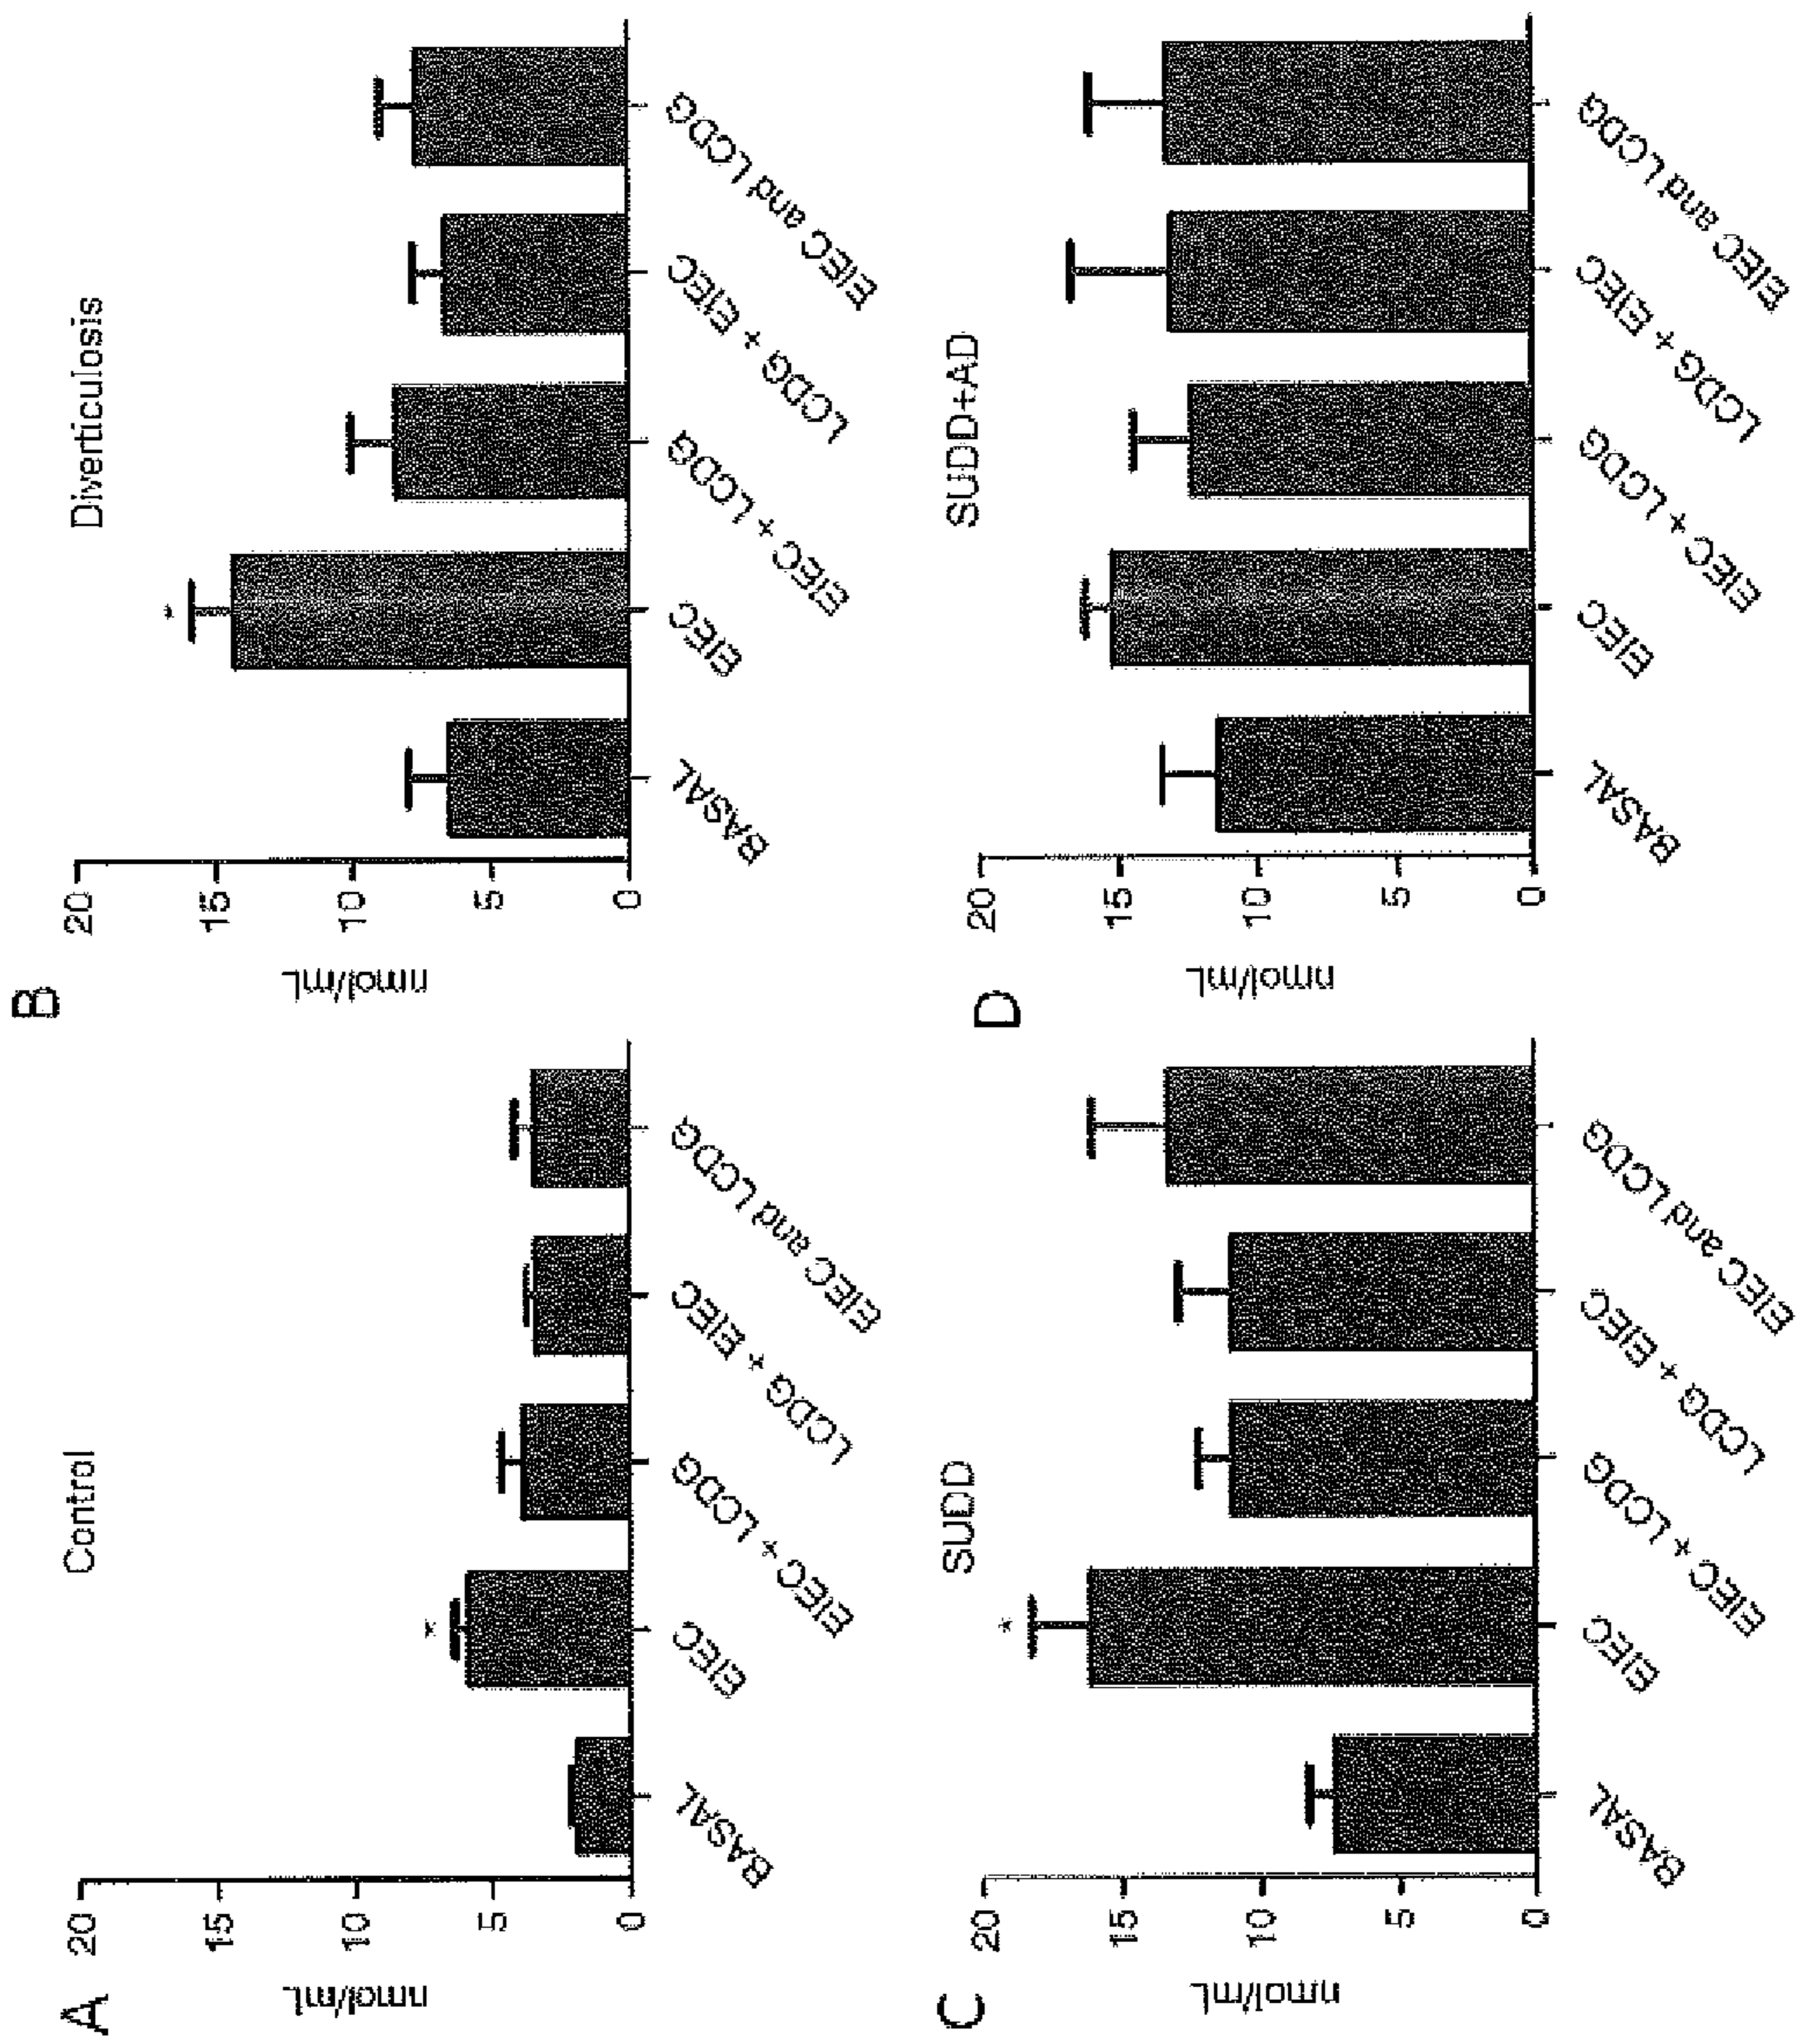 A
Control
nmol/mL
20
15
10
5
0
BASAL
EIEC *
EIEC + LCDG
LCDG + EIEC
EIEC and LCDG
B
Diverticulosis
nmol/mL
20
15
10
5
0
BASAL
EIEC *
EIEC + LCDG
LCDG + EIEC
EIEC and LCDG
C
SUDD
nmol/mL
20
15
10
5
0
BASAL
EIEC *
EIEC + LCDG
LCDG + EIEC
EIEC and LCDG
D
SUDD+AD
nmol/mL
20
15
10
5
0
BASAL
EIEC
EIEC + LCDG
LCDG + EIEC
EIEC and LCDG